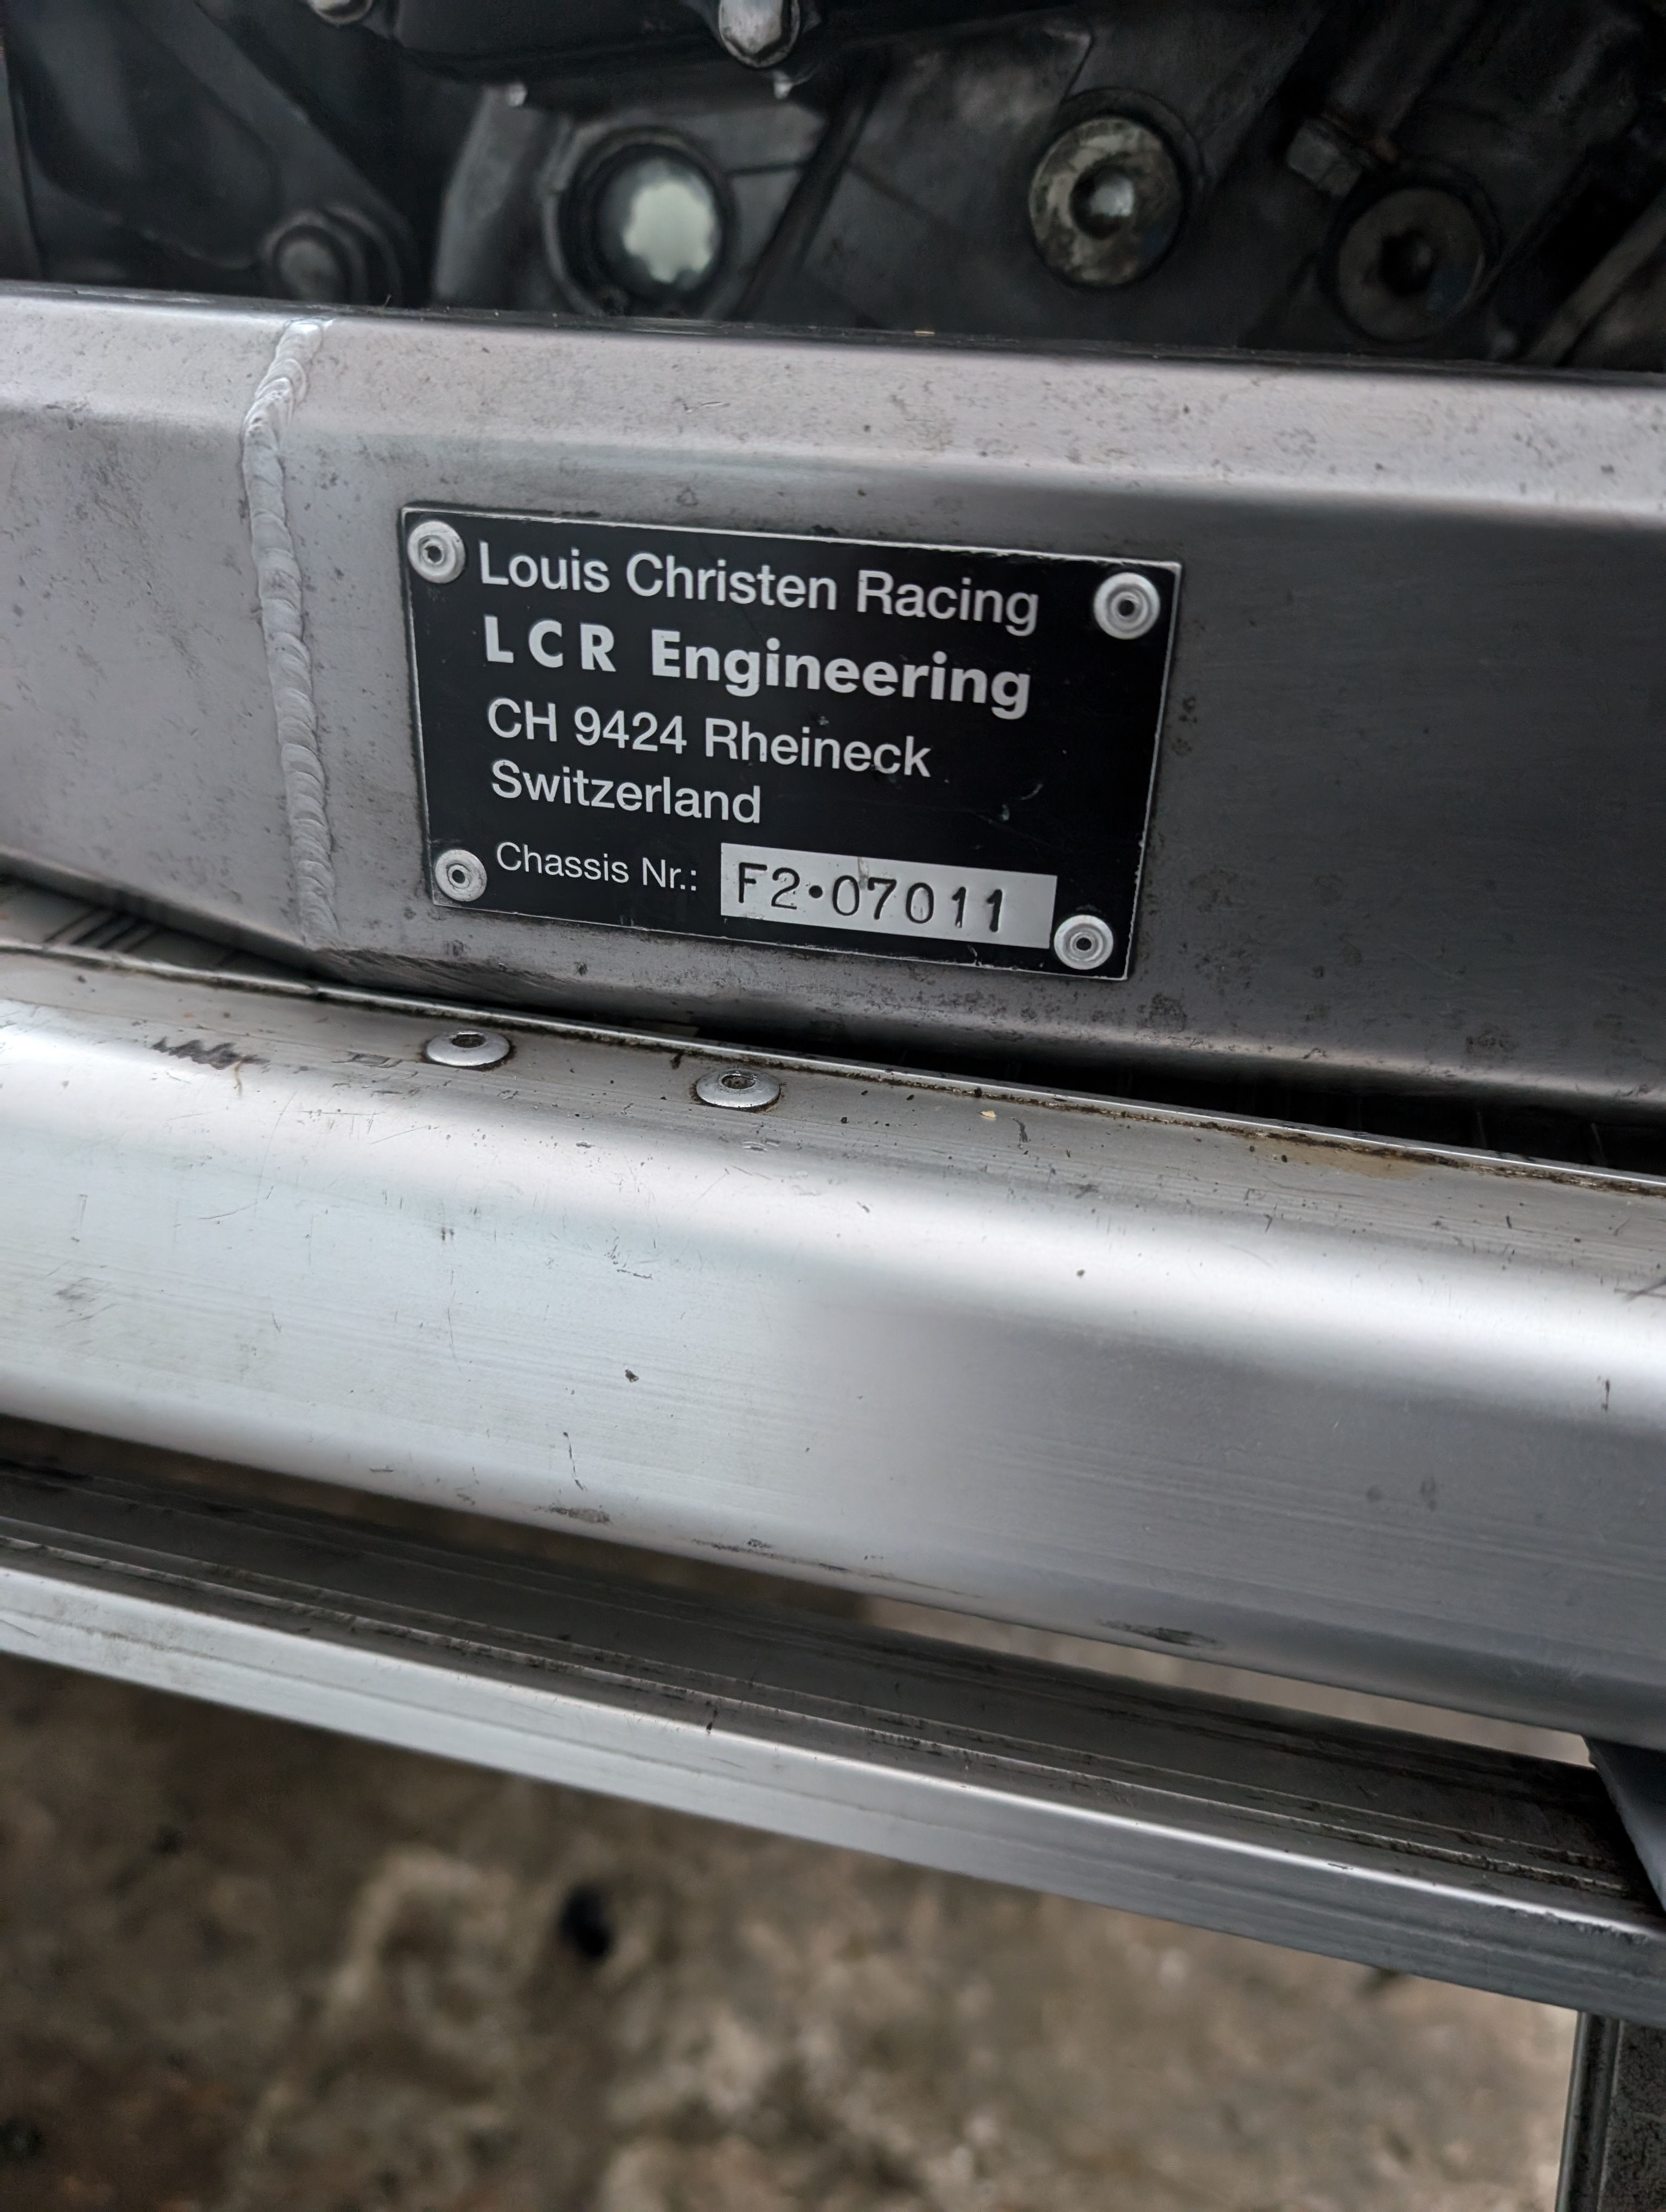 Louis Christen Racing
LCR Engineering
CH 9424 Rheineck
Switzerland
Chassis Nr.: F2•07011